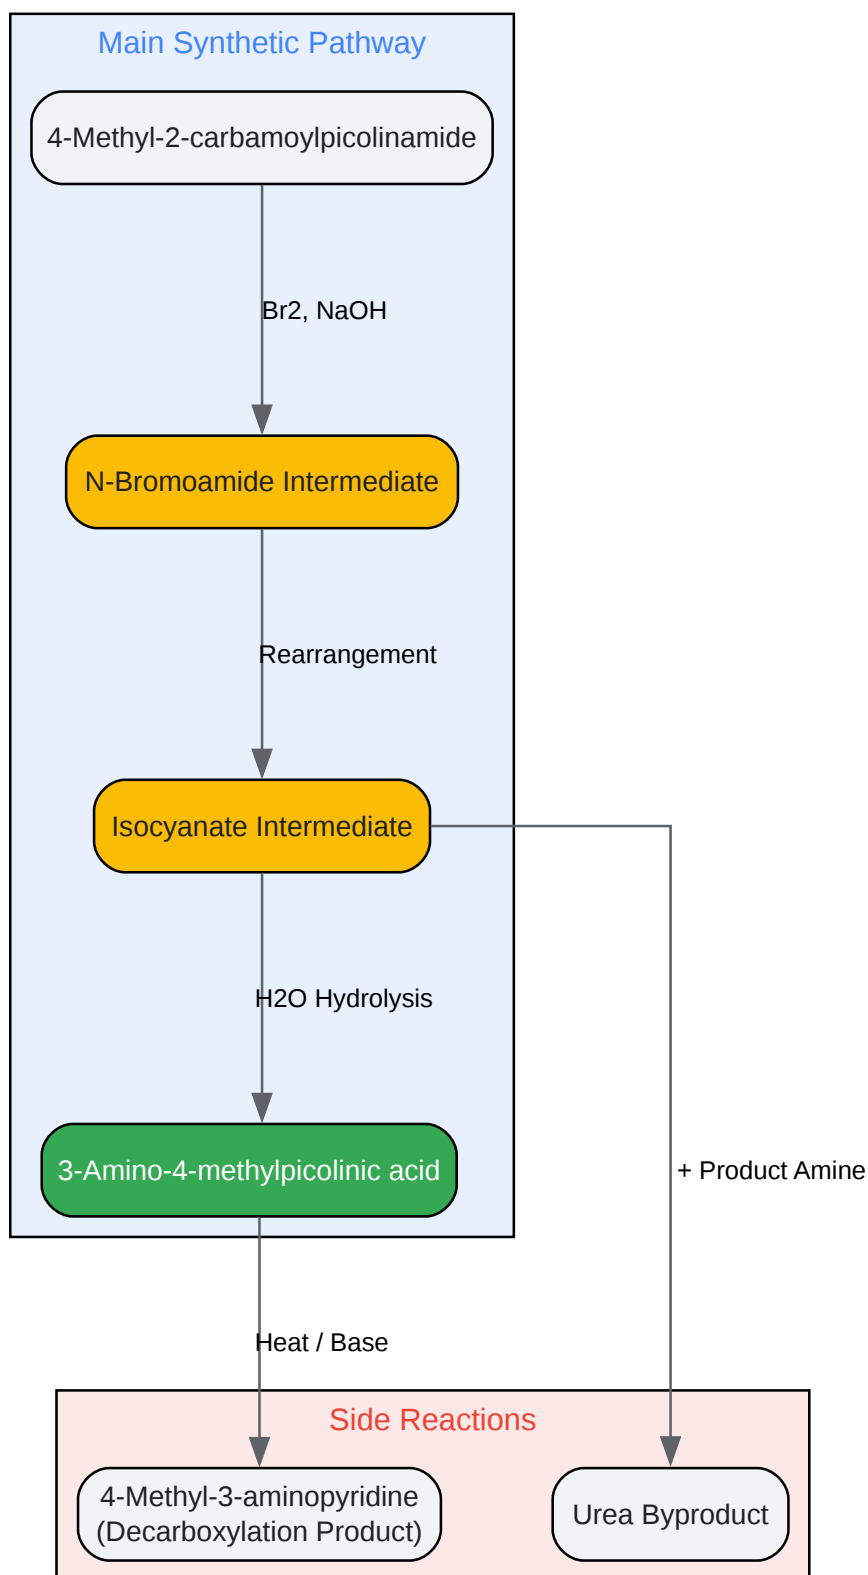 Main Synthetic Pathway
4-Methyl-2-carbamoylpicolinamide
Br2, NaOH
N-Bromoamide Intermediate
Rearrangement
Isocyanate Intermediate
H2O Hydrolysis
3-Amino-4-methylpicolinic acid
+ Product Amine
Heat / Base
Side Reactions
4-Methyl-3-aminopyridine
(Decarboxylation Product)
Urea Byproduct